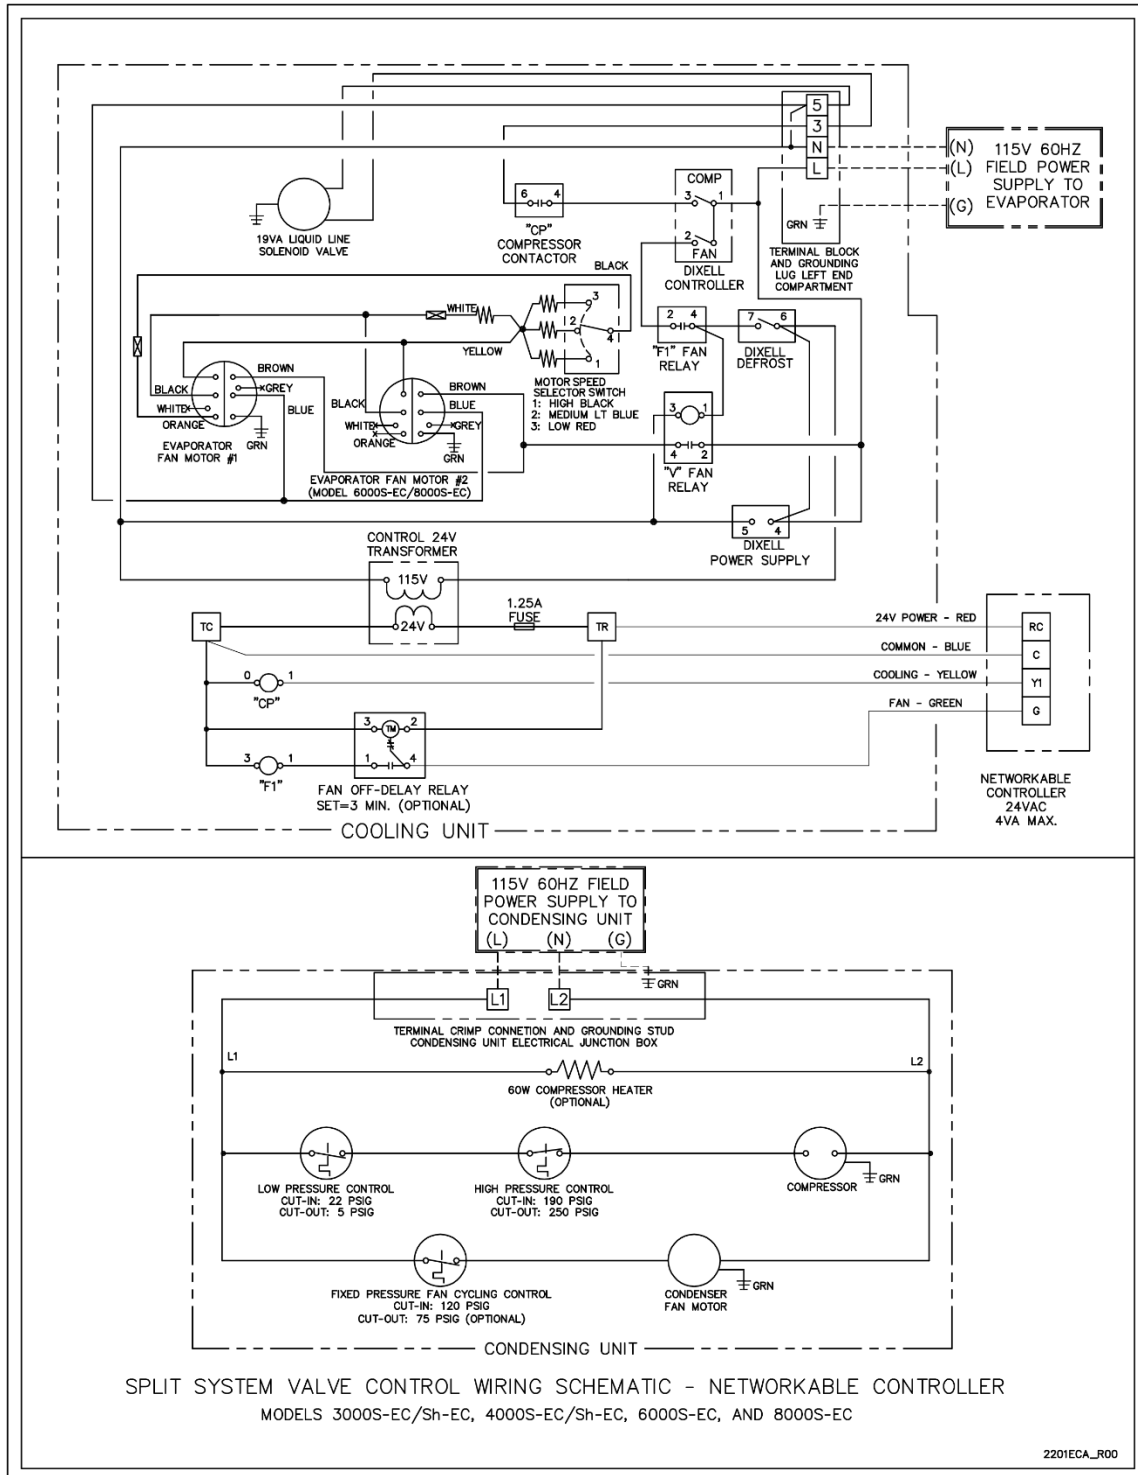 5
3
N
L
(N)
(L)
(G)
115V 60HZ
FIELD POWER
SUPPLY TO
EVAPORATOR
GRN
TERMINAL BLOCK
AND GROUNDING
LUG LEFT END
COMPARTMENT
19VA LIQUID LINE
SOLENOID VALVE
6 4
"CP"
COMPRESSOR
CONTACTOR
COMP
3 1
2
FAN
DIXELL
CONTROLLER
BLACK
WHITE
YELLOW
3
2
4
1
MOTOR SPEED
SELECTOR SWITCH
1: HIGH BLACK
2: MEDIUM LT BLUE
3: LOW RED
2 4
"F1" FAN
RELAY
7 6
DIXELL
DEFROST
BROWN
GREY
BLACK
BLUE
WHITE
ORANGE
GRN
EVAPORATOR
FAN MOTOR #1
BROWN
BLUE
BLACK
WHITE
GREY
ORANGE
GRN
EVAPORATOR FAN MOTOR #2
(MODEL 6000S-EC/8000S-EC)
3 1
4 2
"V" FAN
RELAY
5 4
DIXELL
POWER SUPPLY
CONTROL 24V
TRANSFORMER
115V
24V
1.25A
FUSE
TC
TR
24V POWER - RED
COMMON - BLUE
COOLING - YELLOW
FAN - GREEN
RC
C
Y1
G
0 1
"CP"
3 TM 2
1 4
3 1
"F1"
FAN OFF-DELAY RELAY
SET=3 MIN. (OPTIONAL)
NETWORKABLE
CONTROLLER
24VAC
4VA MAX.
COOLING UNIT
115V 60HZ FIELD
POWER SUPPLY TO
CONDENSING UNIT
(L) (N) (G)
GRN
L1 L2
TERMINAL CRIMP CONNETION AND GROUNDING STUD
CONDENSING UNIT ELECTRICAL JUNCTION BOX
L1
L2
60W COMPRESSOR HEATER
(OPTIONAL)
LOW PRESSURE CONTROL
CUT-IN: 22 PSIG
CUT-OUT: 5 PSIG
HIGH PRESSURE CONTROL
CUT-IN: 190 PSIG
CUT-OUT: 250 PSIG
COMPRESSOR
GRN
FIXED PRESSURE FAN CYCLING CONTROL
CUT-IN: 120 PSIG
CUT-OUT: 75 PSIG (OPTIONAL)
CONDENSER
FAN MOTOR
GRN
CONDENSING UNIT
SPLIT SYSTEM VALVE CONTROL WIRING SCHEMATIC - NETWORKABLE CONTROLLER
MODELS 3000S-EC/Sh-EC, 4000S-EC/Sh-EC, 6000S-EC, AND 8000S-EC
2201ECA_R00